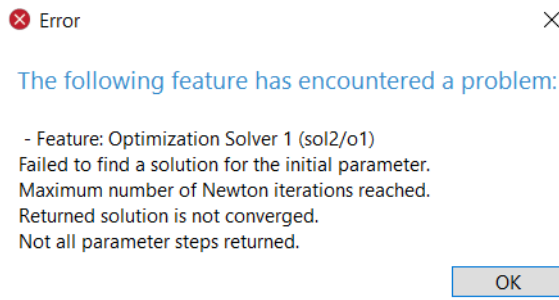 Error
The following feature has encountered a problem:
- Feature: Optimization Solver 1 (sol2/o1)
Failed to find a solution for the initial parameter.
Maximum number of Newton iterations reached.
Returned solution is not converged.
Not all parameter steps returned.
OK